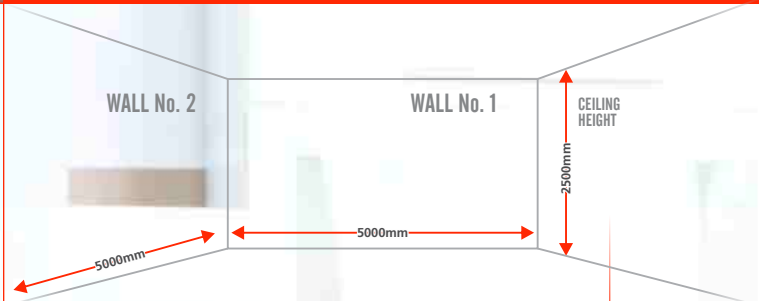 WALL No. 2
WALL No. 1
CEILING
HEIGHT
2500mm
5000mm
5000mm